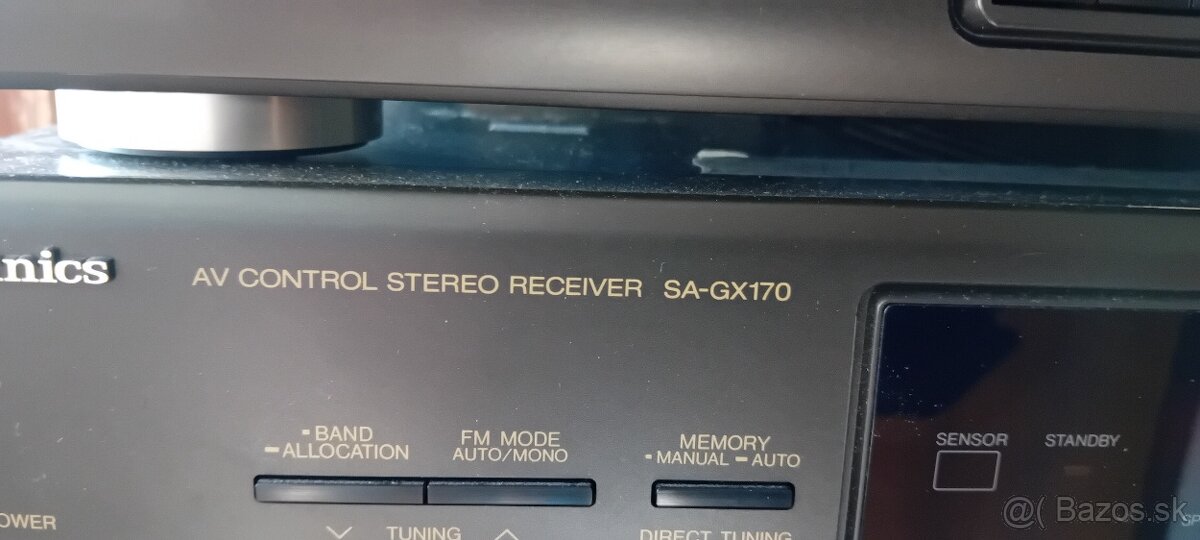 nics
AV CONTROL STEREO RECEIVER SA-GX170
BAND
ALLOCATION
FM MODE
AUTO/MONO
MEMORY
MANUAL AUTO
SENSOR
STANDBY
OWER
TUNING
DIRECT TUNING
@( Bazos.sk